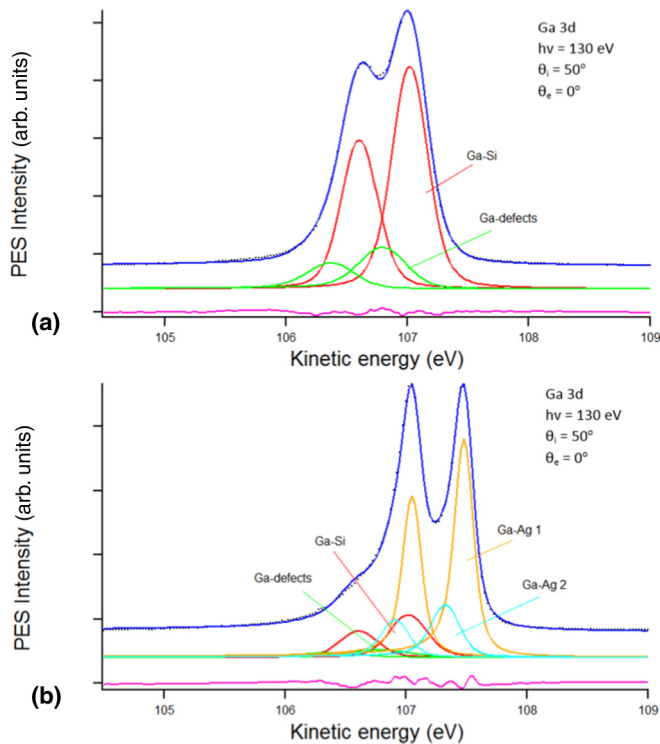 Ga 3d
hν = 130 eV
θi = 50°
θe = 0°
Ga-Si
Ga-defects
PES Intensity (arb. units)
(a)
105 106 107 108 109
Kinetic energy (eV)
Ga 3d
hν = 130 eV
θi = 50°
θe = 0°
Ga-Ag 1
Ga-Si
Ga-defects
Ga-Ag 2
PES Intensity (arb. units)
(b)
105 106 107 108 109
Kinetic energy (eV)